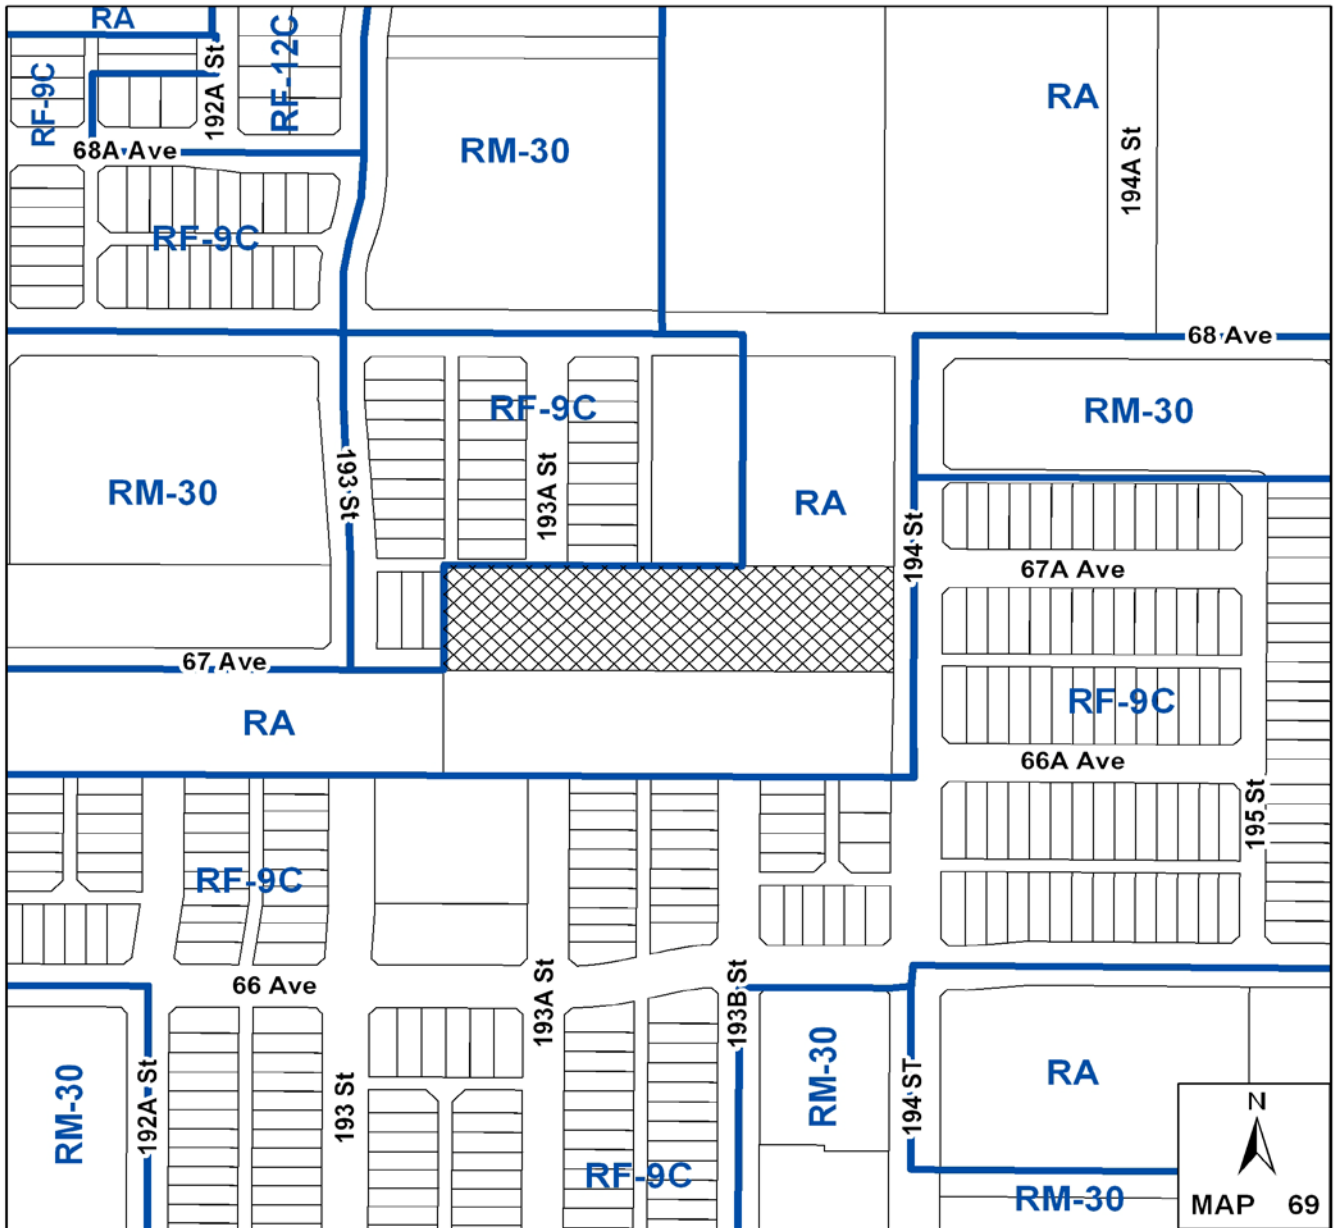 RA
192A St
RF-12C
RF-9C
RA
68A Ave
RM-30
194A St
RF-9C
68 Ave
RF-9C
RM-30
RM-30
193 St
193A St
RA
194 St
67A Ave
67 Ave
RF-9C
RA
66A Ave
195 St
RF-9C
66 Ave
193A St
193B St
RM-30
RA
RM-30
192A St
193 St
194 ST
N
RF-9C
RM-30
MAP 69